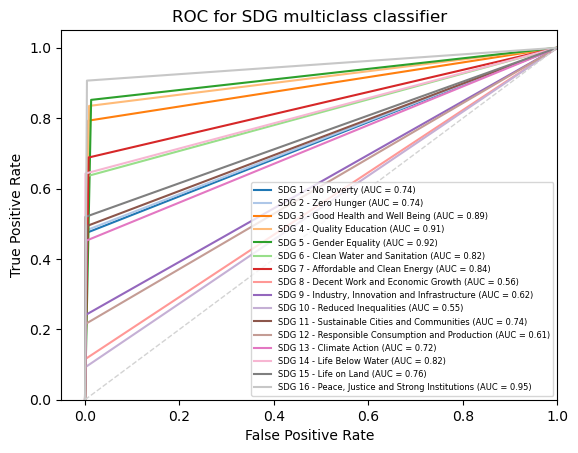 ROC for SDG multiclass classifier
True Positive Rate
1.0
0.8
0.6
0.4
0.2
0.0
SDG 1 - No Poverty (AUC = 0.74)
SDG 2 - Zero Hunger (AUC = 0.74)
SDG 3 - Good Health and Well Being (AUC = 0.89)
SDG 4 - Quality Education (AUC = 0.91)
SDG 5 - Gender Equality (AUC = 0.92)
SDG 6 - Clean Water and Sanitation (AUC = 0.82)
SDG 7 - Affordable and Clean Energy (AUC = 0.84)
SDG 8 - Decent Work and Economic Growth (AUC = 0.56)
SDG 9 - Industry, Innovation and Infrastructure (AUC = 0.62)
SDG 10 - Reduced Inequalities (AUC = 0.55)
SDG 11 - Sustainable Cities and Communities (AUC = 0.74)
SDG 12 - Responsible Consumption and Production (AUC = 0.61)
SDG 13 - Climate Action (AUC = 0.72)
SDG 14 - Life Below Water (AUC = 0.82)
SDG 15 - Life on Land (AUC = 0.76)
SDG 16 - Peace, Justice and Strong Institutions (AUC = 0.95)
0.0 0.2 0.4 0.6 0.8 1.0
False Positive Rate